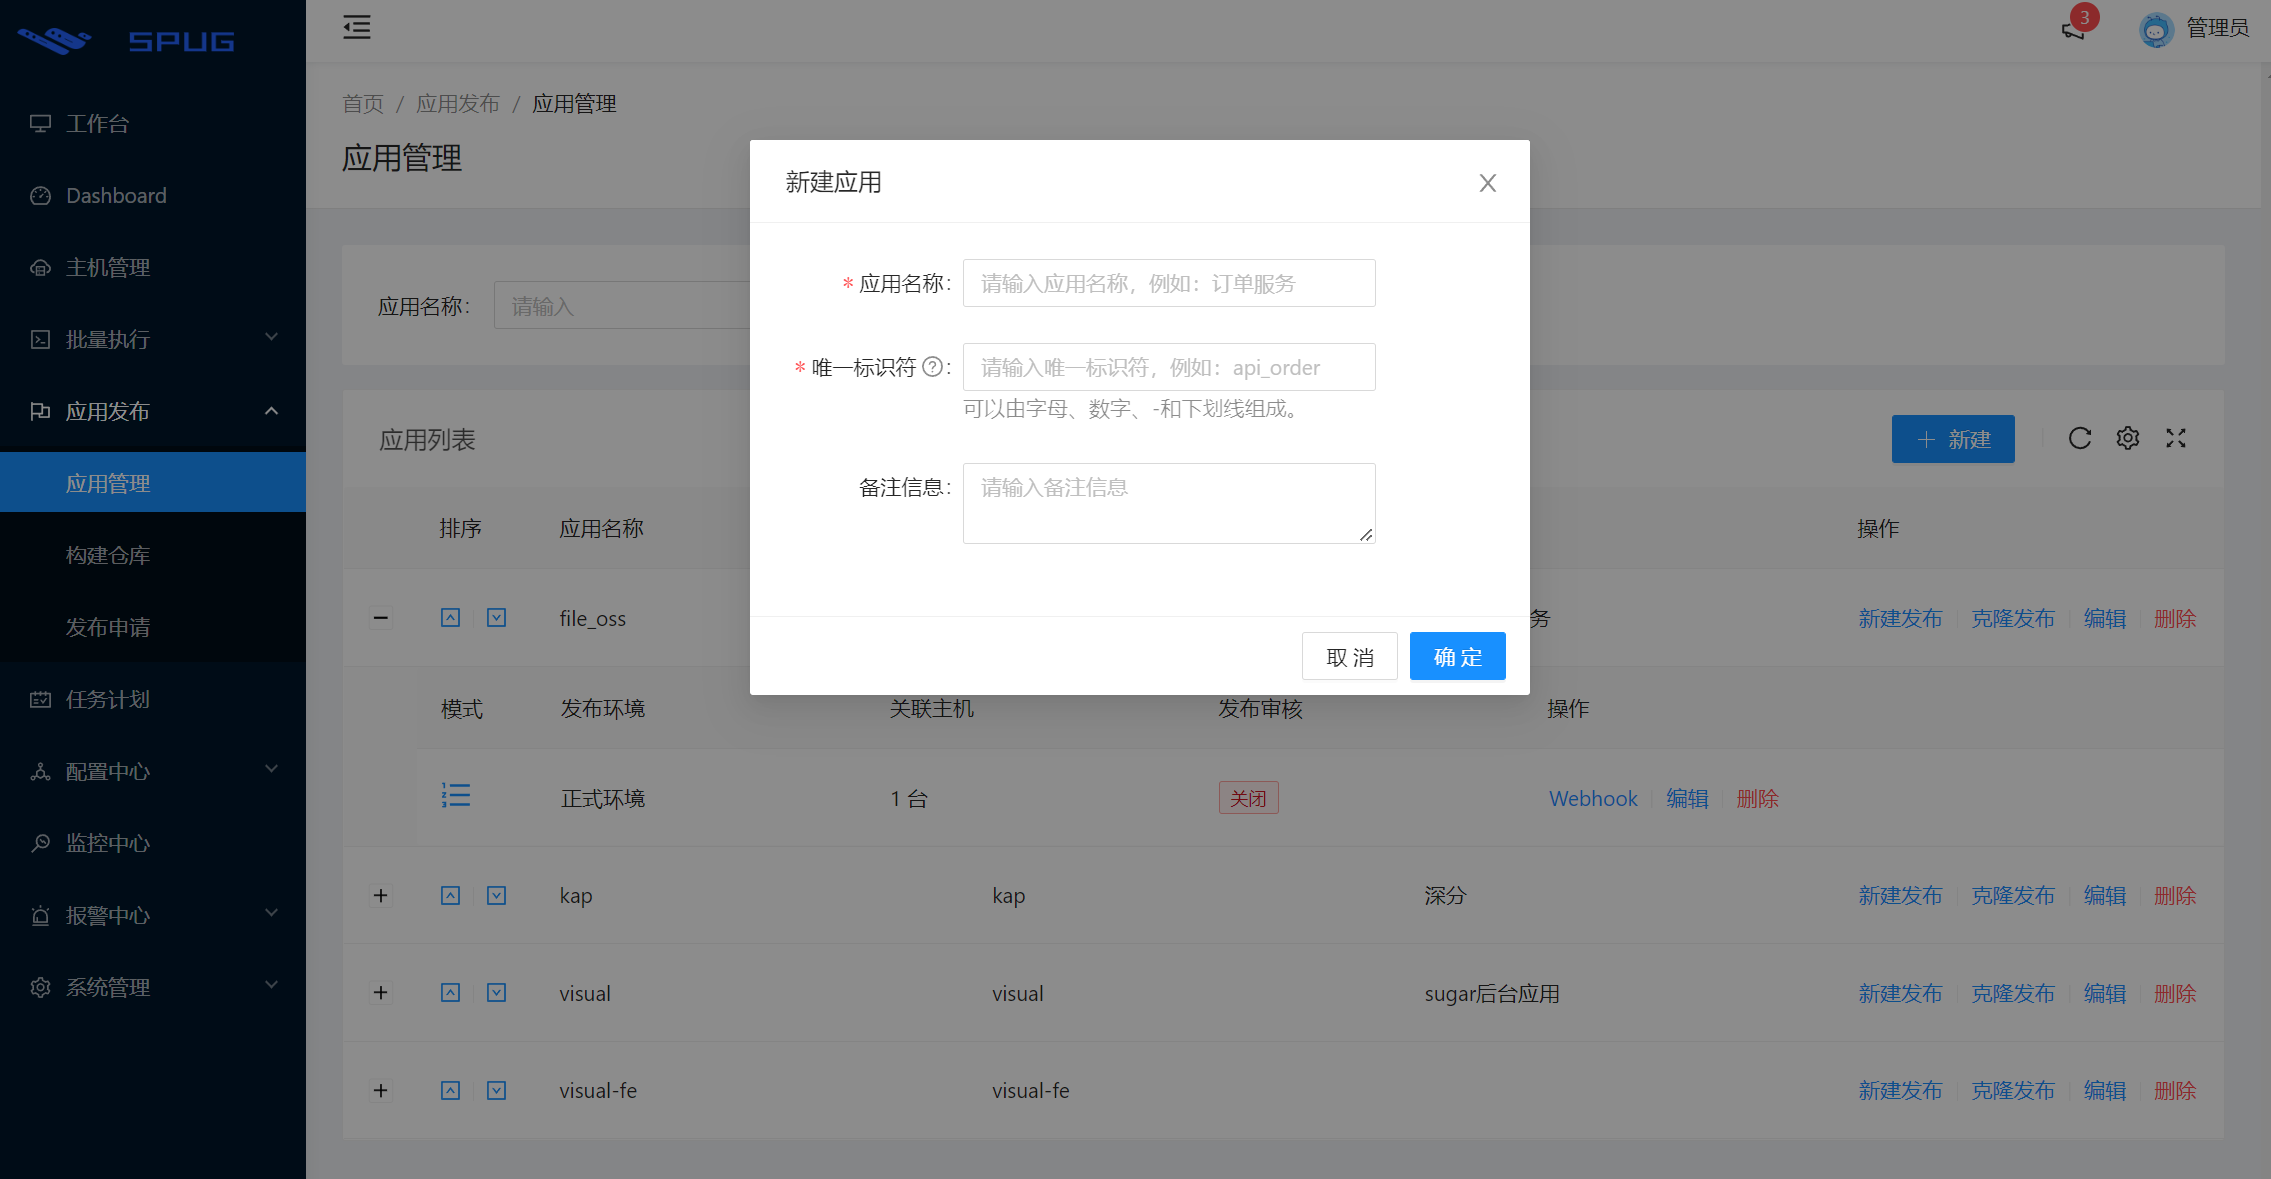 SPUG
3
管理员
工作台
Dashboard
主机管理
批量执行
应用发布
应用管理
构建仓库
发布申请
任务计划
配置中心
监控中心
报警中心
系统管理
首页 / 应用发布 / 应用管理
应用管理
应用名称: 请输入
新建应用
* 应用名称: 请输入应用名称，例如：订单服务
* 唯一标识符 ? : 请输入唯一标识符，例如：api_order
可以由字母、数字、-和下划线组成。
备注信息: 请输入备注信息
取 消 确 定
应用列表 新建
排序 应用名称 操作
file_oss 务 新建发布 克隆发布 编辑 删除
模式 发布环境 关联主机 发布审核 操作
正式环境 1 台 关闭 Webhook 编辑 删除
kap kap 深分 新建发布 克隆发布 编辑 删除
visual visual sugar后台应用 新建发布 克隆发布 编辑 删除
visual-fe visual-fe 新建发布 克隆发布 编辑 删除